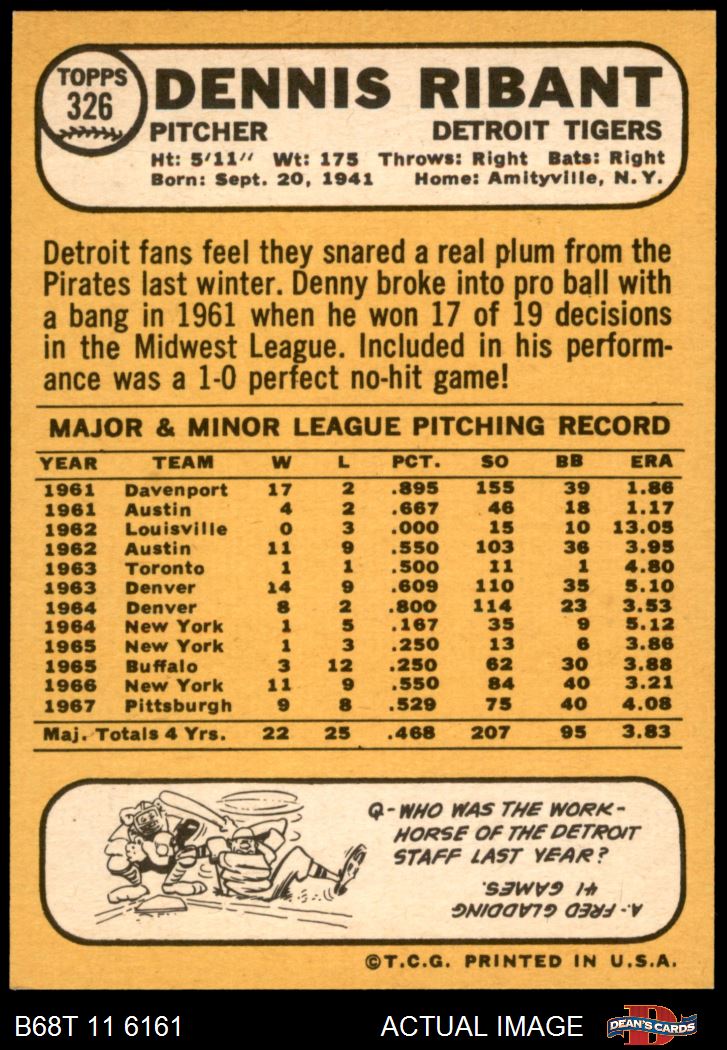 TOPPS
326
DENNIS RIBANT
PITCHER DETROIT TIGERS
Ht: 5'11" Wt: 175 Throws: Right Bats: Right
Born: Sept. 20, 1941 Home: Amityville, N.Y.
Detroit fans feel they snared a real plum from the
Pirates last winter. Denny broke into pro ball with
a bang in 1961 when he won 17 of 19 decisions
in the Midwest League. Included in his perform-
ance was a 1-0 perfect no-hit game!
MAJOR & MINOR LEAGUE PITCHING RECORD
YEAR TEAM W L PCT. SO BB ERA
1961 Davenport 17 2 .895 155 39 1.86
1961 Austin 4 2 .667 46 18 1.17
1962 Louisville 0 3 .000 15 10 13.05
1962 Austin 11 9 .550 103 36 3.95
1963 Toronto 1 1 .500 11 1 4.80
1963 Denver 14 9 .609 110 35 5.10
1964 Denver 8 2 .800 114 23 3.53
1964 New York 1 5 .167 35 9 5.12
1965 New York 1 3 .250 13 6 3.86
1965 Buffalo 3 12 .250 62 30 3.88
1966 New York 11 9 .550 84 40 3.21
1967 Pittsburgh 9 8 .529 75 40 4.08
Maj. Totals 4 Yrs. 22 25 .468 207 95 3.83
Q-WHO WAS THE WORK-
HORSE OF THE DETROIT
STAFF LAST YEAR?
A-FRED GLADDING
41 GAMES.
©T.C.G. PRINTED IN U.S.A.
B68T 11 6161 ACTUAL IMAGE
D
DEAN'S CARDS